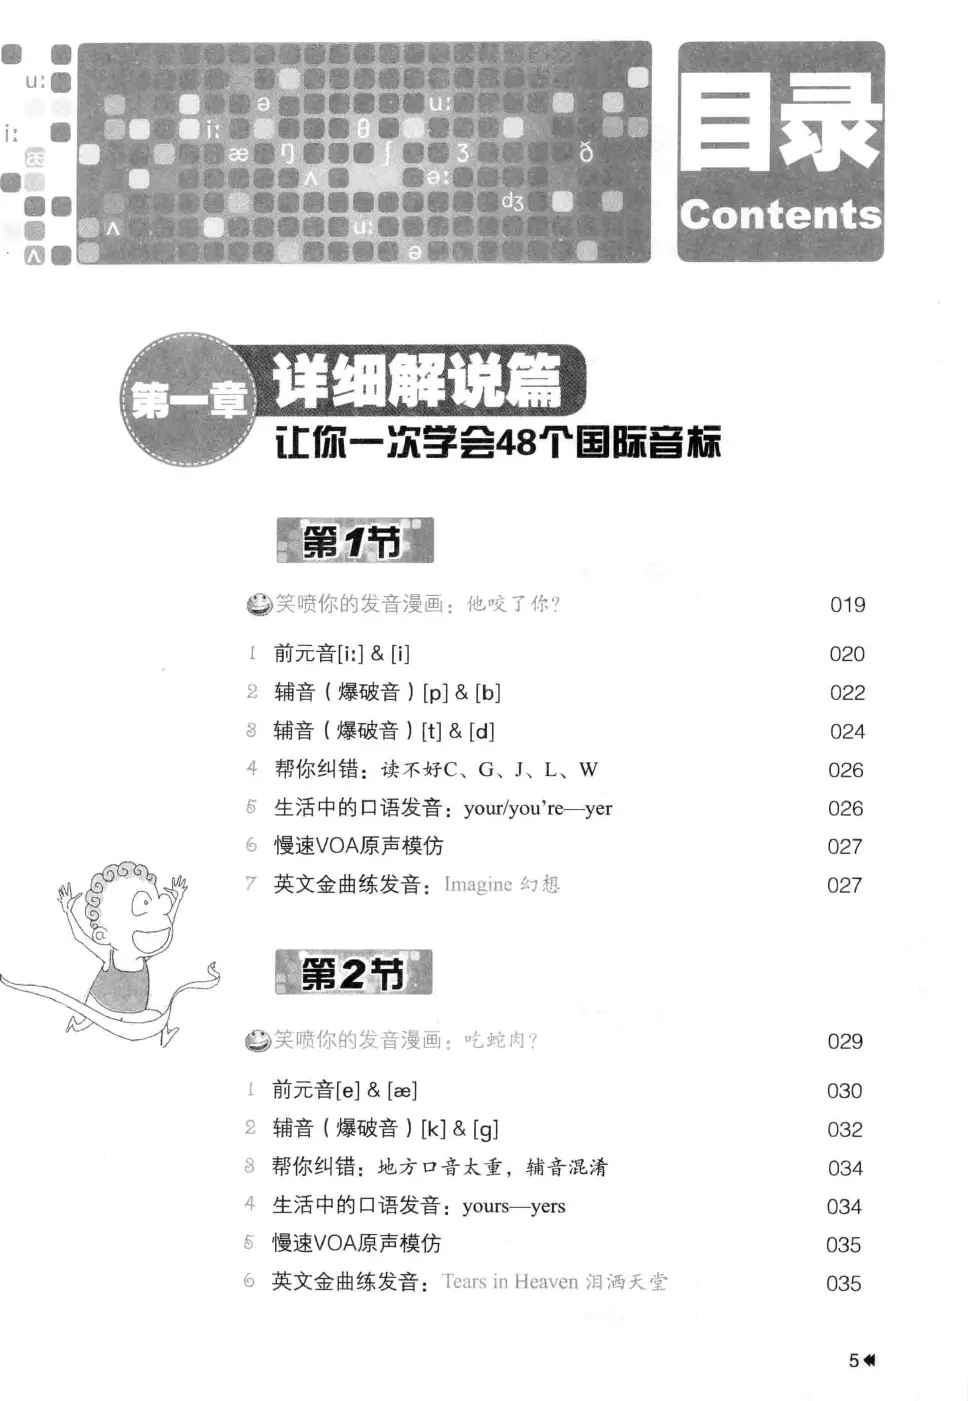 u:
i:
æ
ʌ
ə u:
i: θ
æ ŋ ʃ ʒ ð
ʌ ə:
dʒ
ʌ u:
ə
目录
Contents
第一章
详细解说篇
让你一次学会48个国际音标
第1节
笑喷你的发音漫画：他咬了你？ 019
1 前元音[i:] & [i] 020
2 辅音（爆破音）[p] & [b] 022
3 辅音（爆破音）[t] & [d] 024
4 帮你纠错：读不好C、G、J、L、W 026
5 生活中的口语发音：your/you're—yer 026
6 慢速VOA原声模仿 027
7 英文金曲练发音：Imagine 幻想 027
第2节
笑喷你的发音漫画：吃蛇肉？ 029
1 前元音[e] & [æ] 030
2 辅音（爆破音）[k] & [g] 032
3 帮你纠错：地方口音太重，辅音混淆 034
4 生活中的口语发音：yours—yers 034
5 慢速VOA原声模仿 035
6 英文金曲练发音：Tears in Heaven 泪洒天堂 035
5